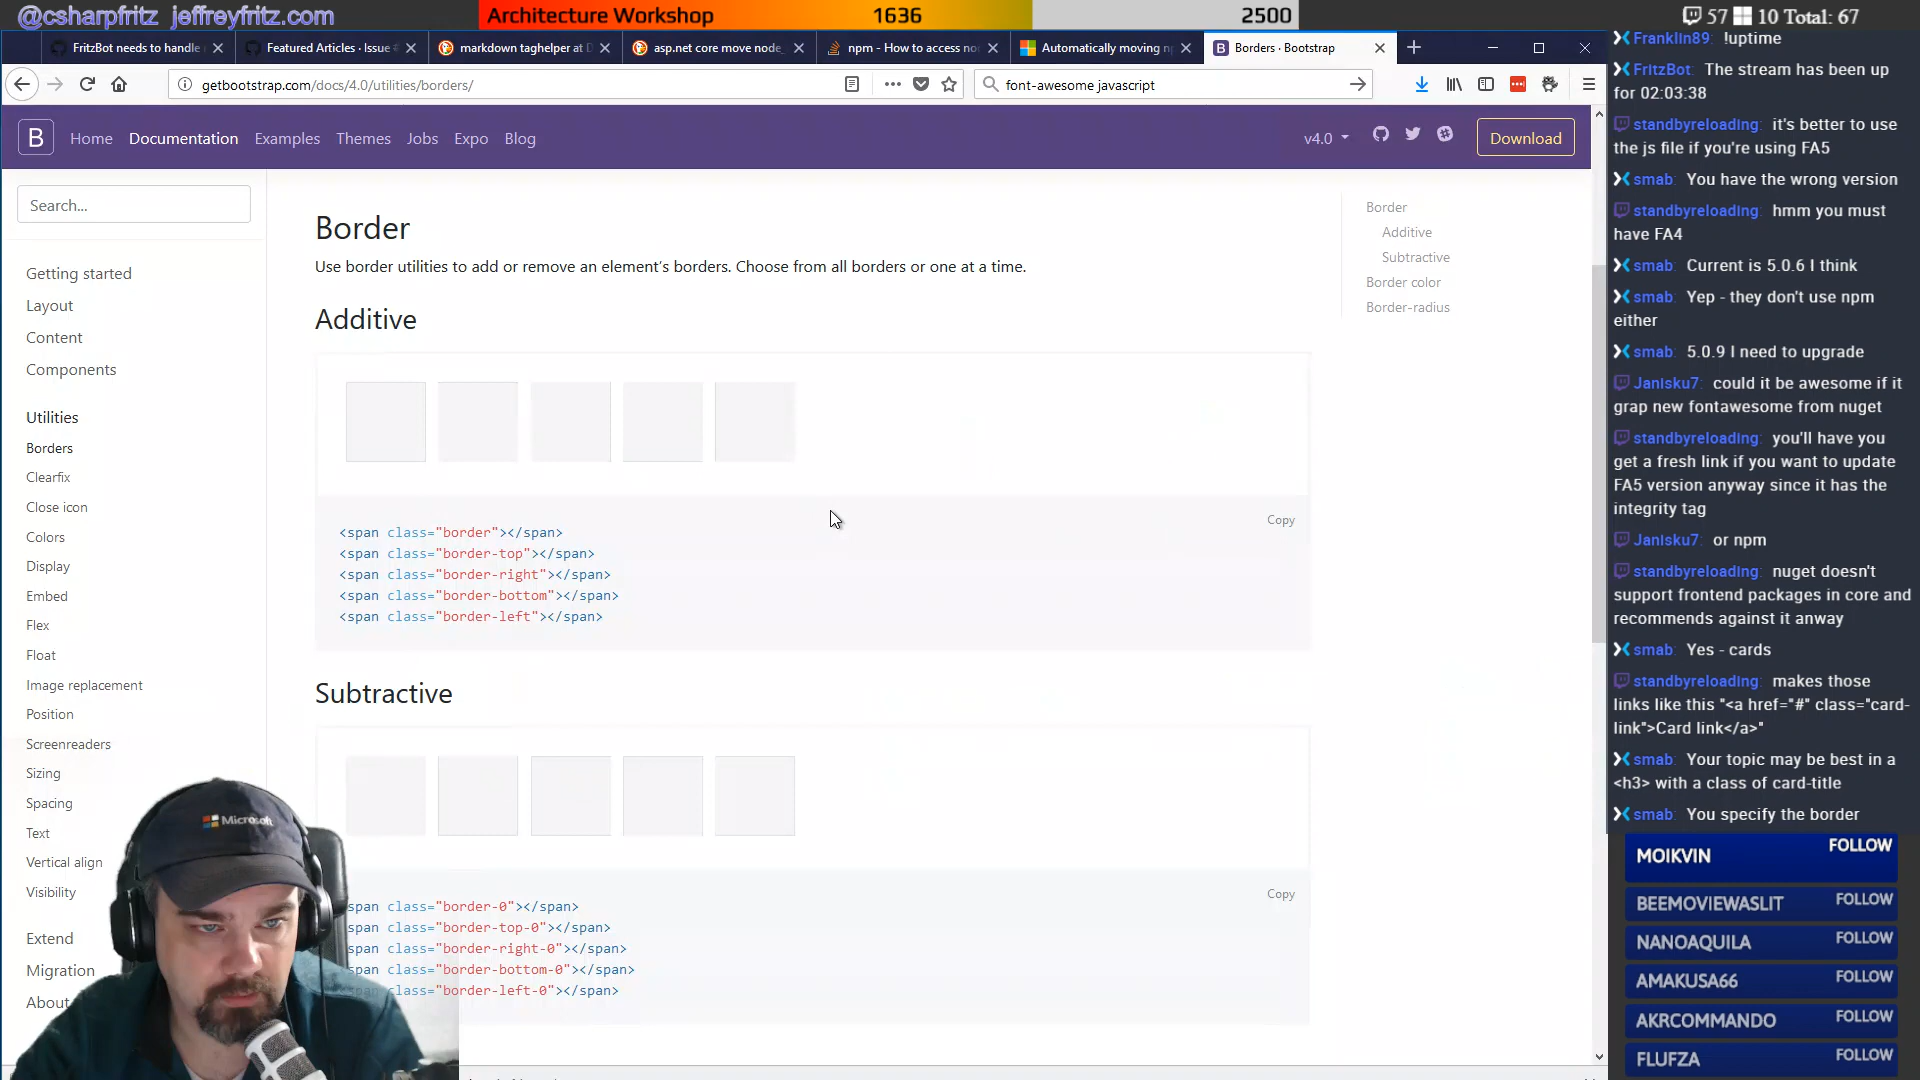 @csharpfritz jeffreyfritz.com
Architecture Workshop 1636 2500
57 10 Total: 67
FritzBot needs to handle
Featured Articles · Issue
markdown taghelper at D
asp.net core move node_
npm - How to access no
Automatically moving n
Borders · Bootstrap
getbootstrap.com/docs/4.0/utilities/borders/
font-awesome javascript
B
Home Documentation Examples Themes Jobs Expo Blog
v4.0
Download
Search...
Getting started
Layout
Content
Components
Utilities
Borders
Clearfix
Close icon
Colors
Display
Embed
Flex
Float
Image replacement
Position
Screenreaders
Sizing
Spacing
Text
Vertical align
Visibility
Extend
Migration
About
Border
Use border utilities to add or remove an element's borders. Choose from all borders or one at a time.
Additive
Copy
<span class="border"></span>
<span class="border-top"></span>
<span class="border-right"></span>
<span class="border-bottom"></span>
<span class="border-left"></span>
Subtractive
Copy
span class="border-0"></span>
span class="border-top-0"></span>
span class="border-right-0"></span>
span class="border-bottom-0"></span>
class="border-left-0"></span>
Border
Additive
Subtractive
Border color
Border-radius
Microsoft
Franklin89: !uptime
FritzBot: The stream has been up
for 02:03:38
standbyreloading: it's better to use
the js file if you're using FA5
smab: You have the wrong version
standbyreloading: hmm you must
have FA4
smab: Current is 5.0.6 I think
smab: Yep - they don't use npm
either
smab: 5.0.9 I need to upgrade
Janisku7: could it be awesome if it
grap new fontawesome from nuget
standbyreloading: you'll have you
get a fresh link if you want to update
FA5 version anyway since it has the
integrity tag
Janisku7: or npm
standbyreloading: nuget doesn't
support frontend packages in core and
recommends against it anway
smab: Yes - cards
standbyreloading: makes those
links like this "<a href="#" class="card-
link">Card link</a>"
smab: Your topic may be best in a
<h3> with a class of card-title
smab: You specify the border
MOIKVIN FOLLOW
BEEMOVIEWASLIT FOLLOW
NANOAQUILA FOLLOW
AMAKUSA66 FOLLOW
AKRCOMMANDO FOLLOW
FLUFZA FOLLOW